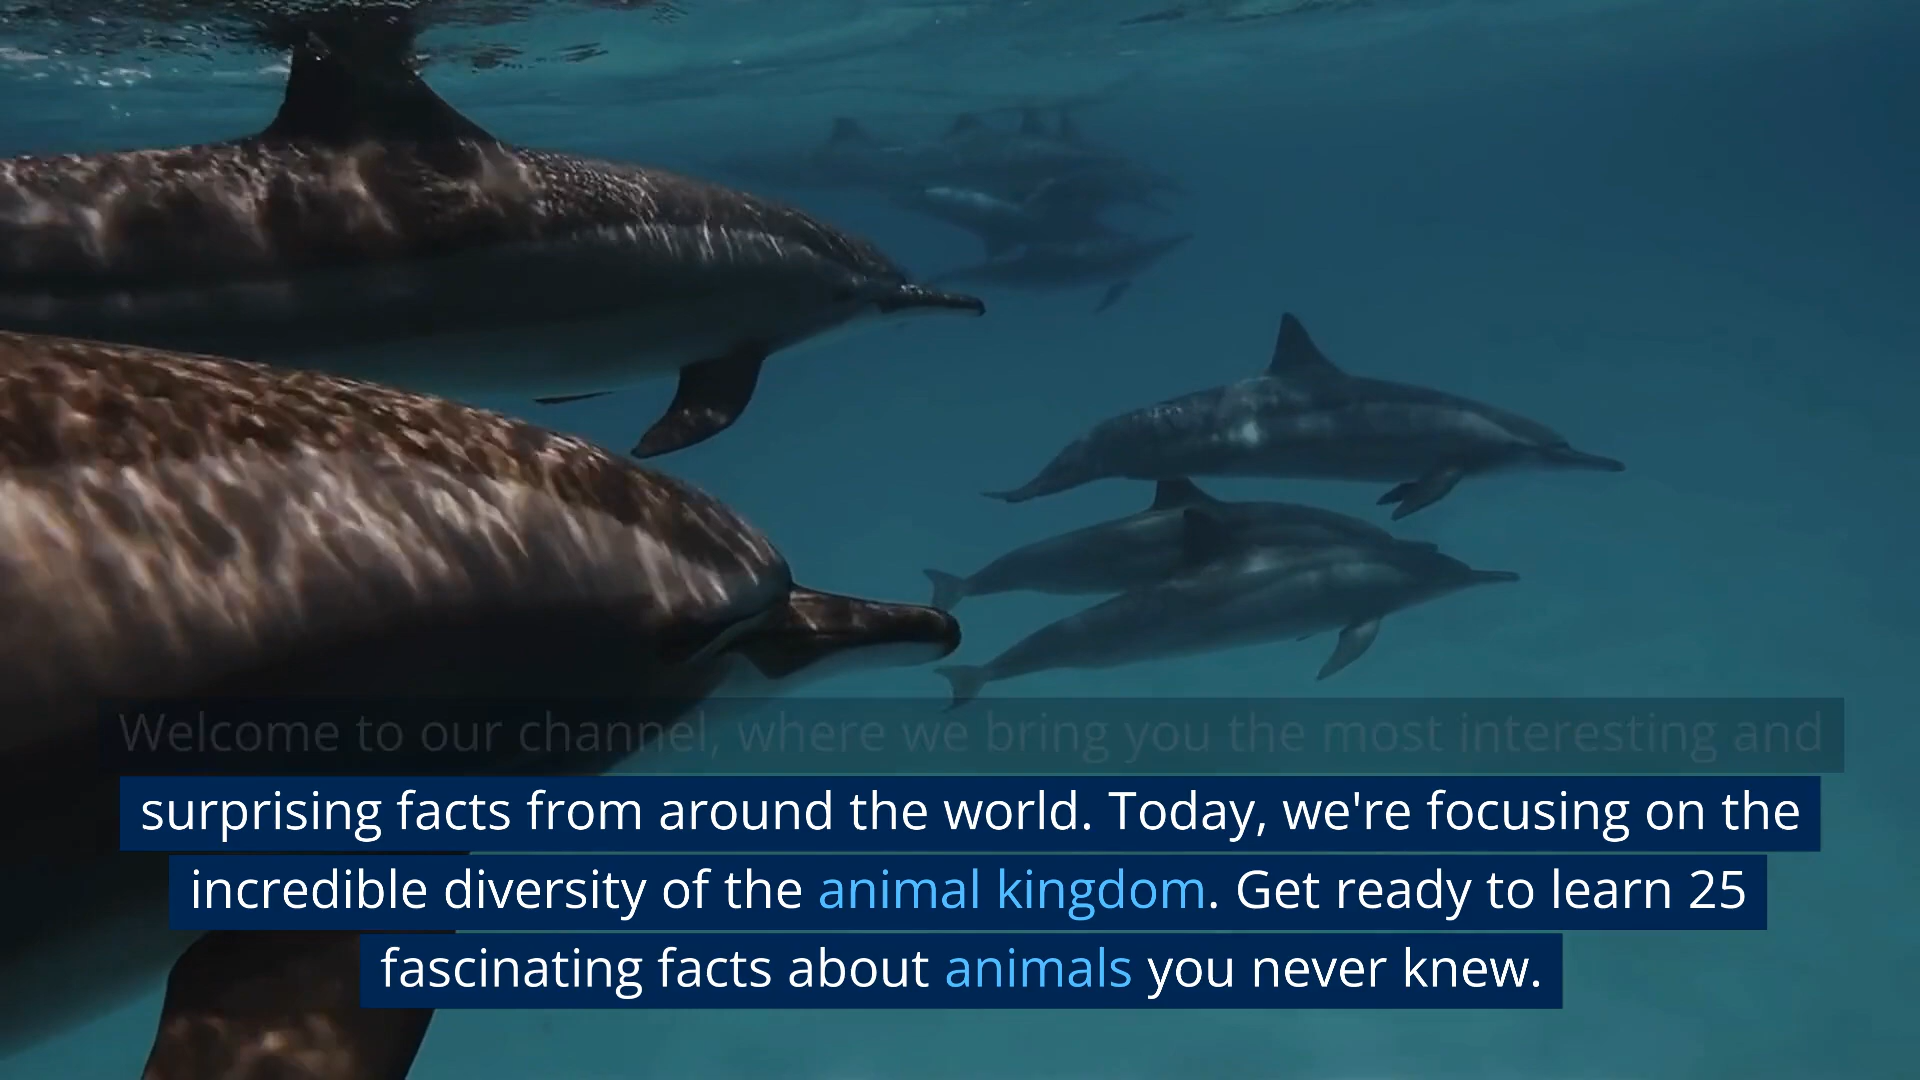 Welcome to our channel, where we bring you the most interesting and
surprising facts from around the world. Today, we're focusing on the
incredible diversity of the animal kingdom. Get ready to learn 25
fascinating facts about animals you never knew.